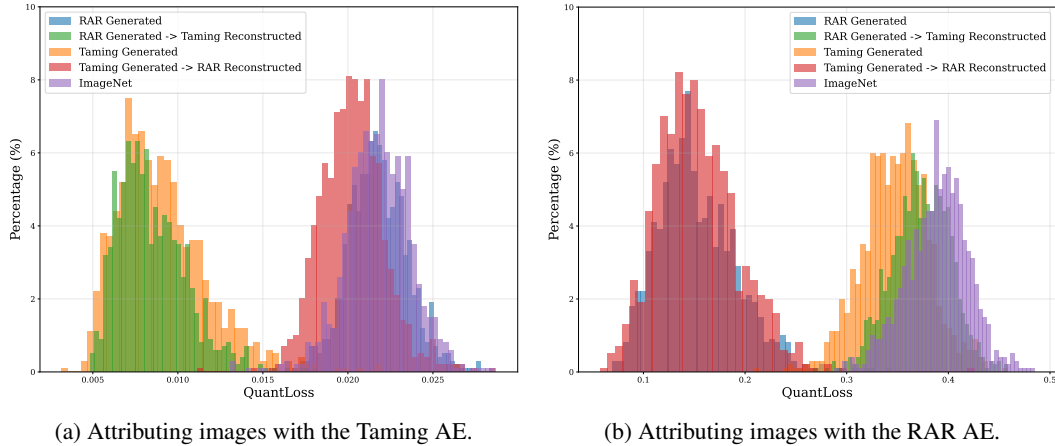 10
8
6
4
2
0
Percentage (%)
RAR Generated
RAR Generated -> Taming Reconstructed
Taming Generated
Taming Generated -> RAR Reconstructed
ImageNet
0.005
0.010
0.015
0.020
0.025
QuantLoss
(a) Attributing images with the Taming AE.
10
8
6
4
2
0
Percentage (%)
RAR Generated
RAR Generated -> Taming Reconstructed
Taming Generated
Taming Generated -> RAR Reconstructed
ImageNet
0.1
0.2
0.3
0.4
0.5
QuantLoss
(b) Attributing images with the RAR AE.